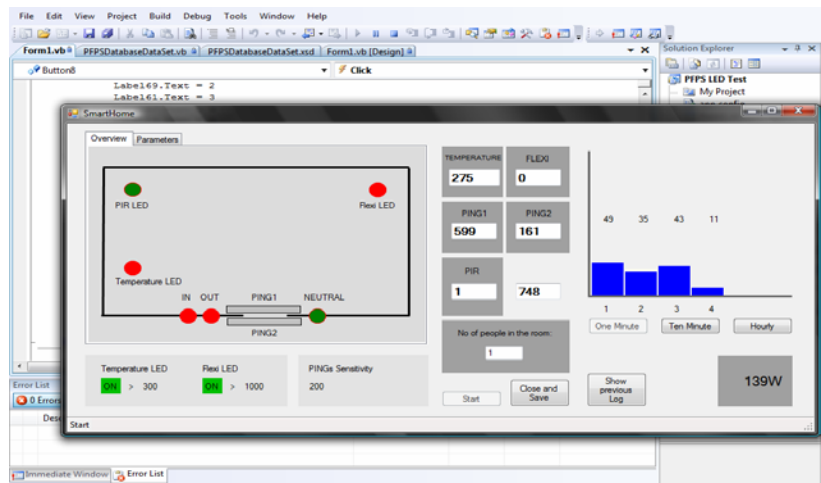 File Edit View Project Build Debug Tools Window Help
Form1.vb PFPSDatabaseDataSet.vb PFPSDatabaseDataSet.xsd Form1.vb [Design]
Solution Explorer
Button8 Click
Label69.Text = 2
Label61.Text = 3
PFPS LED Test
My Project
SmartHome
Overview Parameters
PIR LED
Flexi LED
Temperature LED
IN OUT PING1 NEUTRAL
PING2
TEMPERATURE FLEXI
275 0
PING1 PING2
599 161
PIR
1 748
No of people in the room:
1
49 35 43 11
1 2 3 4
One Minute Ten Minute Hourly
Temperature LED Flexi LED PINGs Sensitivity
ON > 300 ON > 1000 200
Start Close and Save
Show previous Log
139W
Start
Error List
0 Errors
Immediate Window Error List